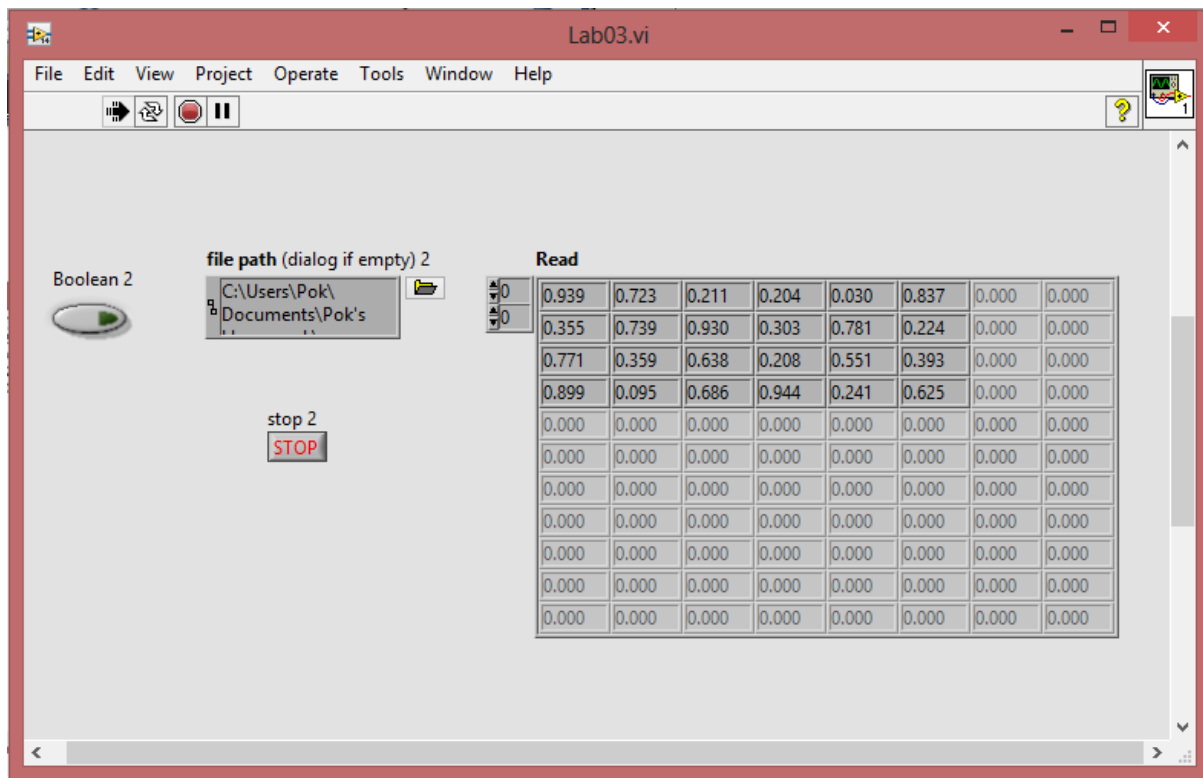 Lab03.vi
File Edit View Project Operate Tools Window Help
1
file path (dialog if empty) 2
Read
Boolean 2
C:\Users\Pok\
Documents\Pok's
0
0
0.939 0.723 0.211 0.204 0.030 0.837 0.000 0.000
0.355 0.739 0.930 0.303 0.781 0.224 0.000 0.000
0.771 0.359 0.638 0.208 0.551 0.393 0.000 0.000
0.899 0.095 0.686 0.944 0.241 0.625 0.000 0.000
0.000 0.000 0.000 0.000 0.000 0.000 0.000 0.000
0.000 0.000 0.000 0.000 0.000 0.000 0.000 0.000
0.000 0.000 0.000 0.000 0.000 0.000 0.000 0.000
0.000 0.000 0.000 0.000 0.000 0.000 0.000 0.000
0.000 0.000 0.000 0.000 0.000 0.000 0.000 0.000
0.000 0.000 0.000 0.000 0.000 0.000 0.000 0.000
0.000 0.000 0.000 0.000 0.000 0.000 0.000 0.000
stop 2
STOP